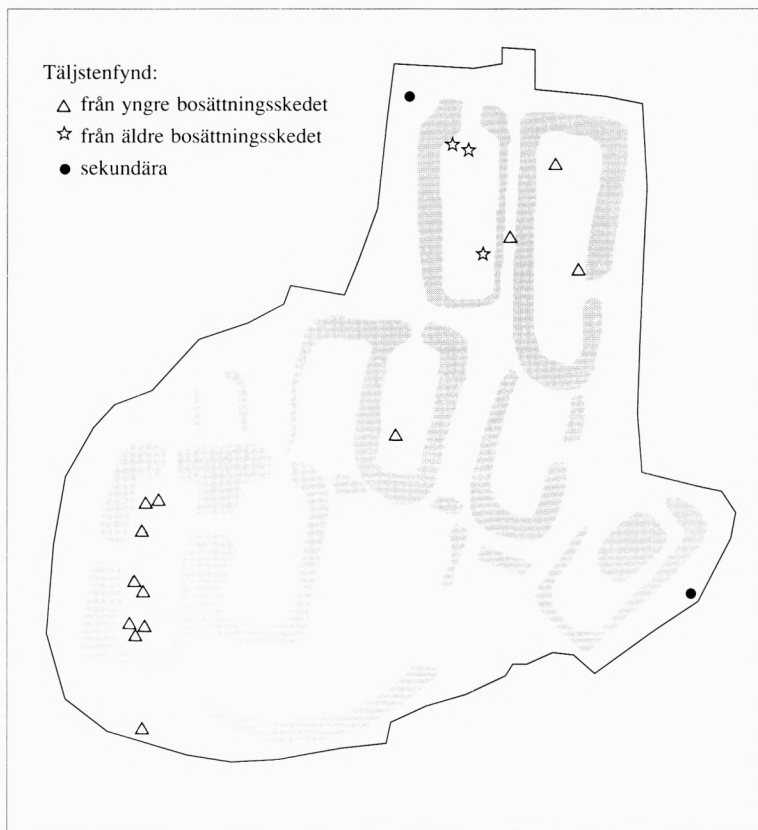 Täljstenfynd:
från yngre bosättningsskedet
från äldre bosättningsskedet
sekundära